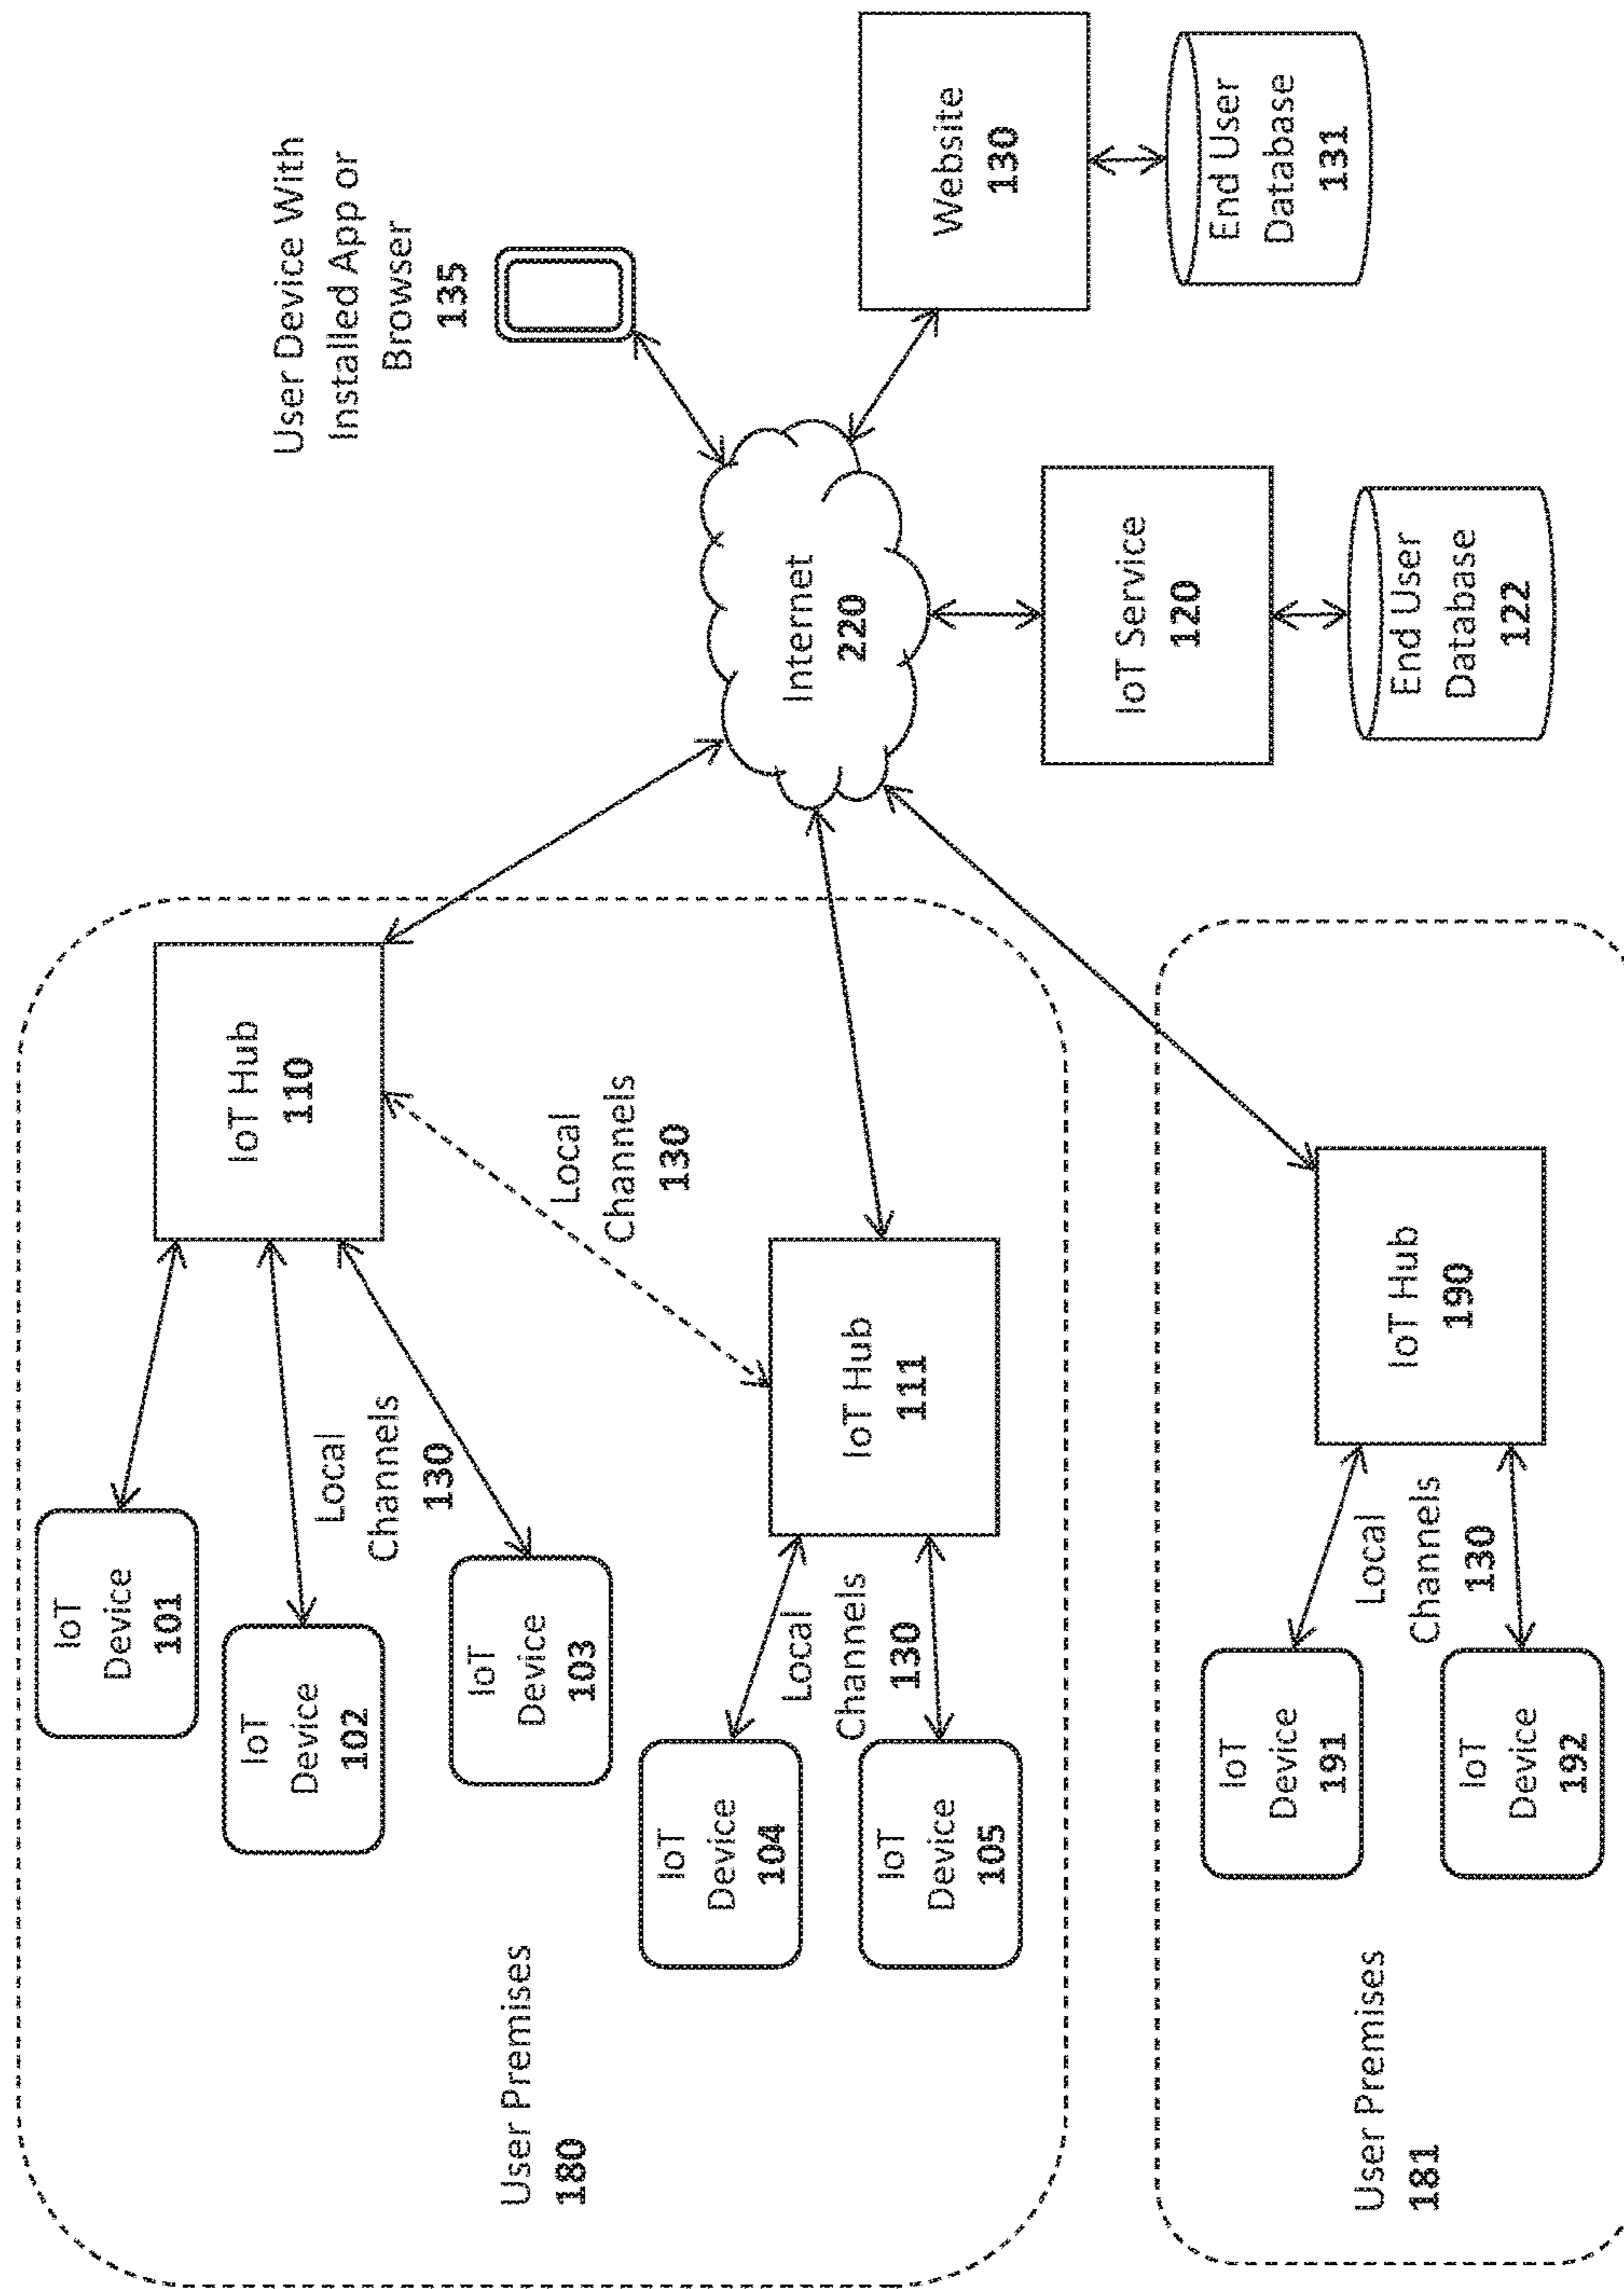 IoT
Device
101
IoT
Device
102
IoT
Device
103
Local
Channels
130
IoT Hub
110
User Device With
Installed App or
Browser
135
Local
Channels
130
User Premises
180
IoT
Device
104
IoT
Device
105
Local
Channels
130
IoT Hub
111
Internet
220
Website
130
End User
Database
131
IoT Service
120
End User
Database
122
User Premises
181
IoT
Device
191
IoT
Device
192
Local
Channels
130
IoT Hub
190